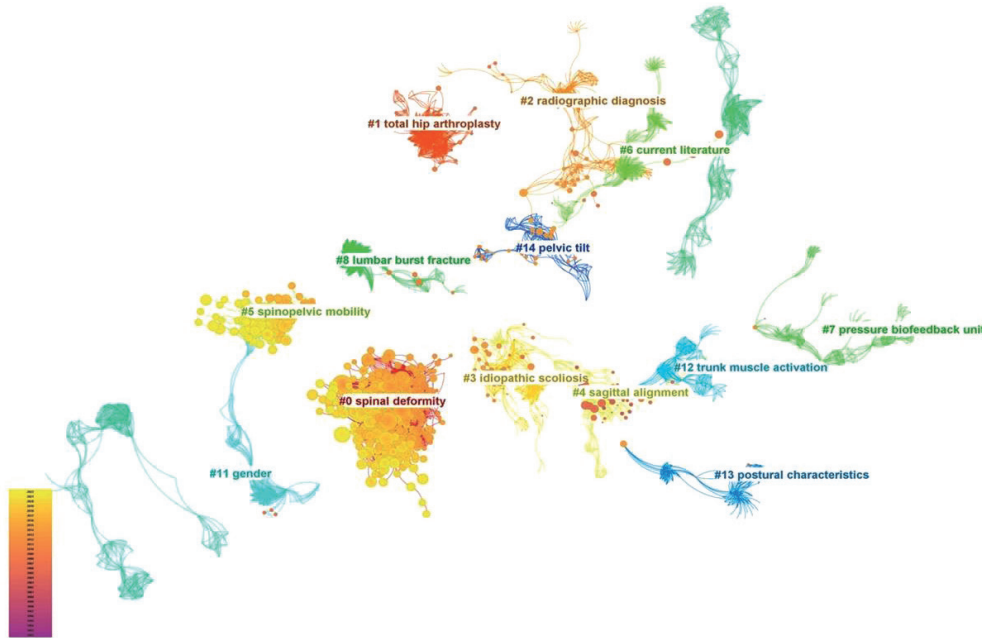 #2 radiographic diagnosis
#1 total hip arthroplasty
#6 current literature
#14 pelvic tilt
#8 lumbar burst fracture
#5 spinopelvic mobility
#7 pressure biofeedback unit
#12 trunk muscle activation
#3 idiopathic scoliosis
#4 sagittal alignment
#0 spinal deformity
#11 gender
#13 postural characteristics